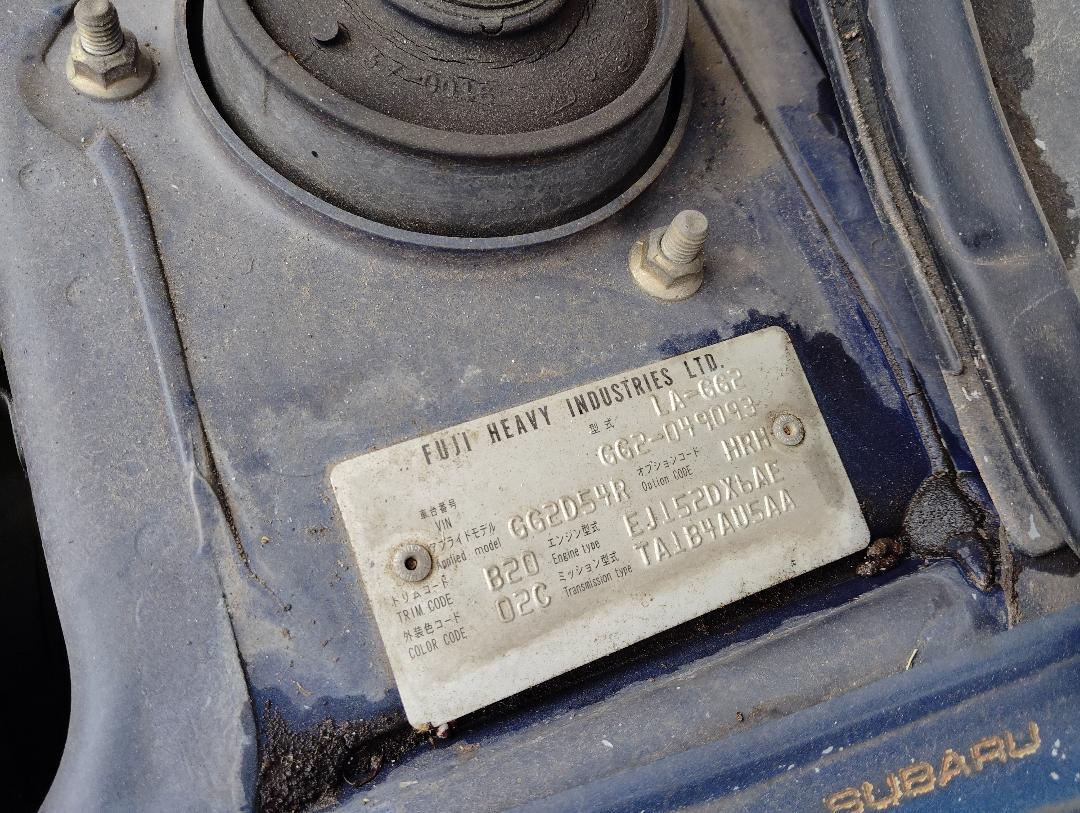 FUJI HEAVY INDUSTRIES LTD.
型式 LA-GG2
車台番号
VIN GG2-049093
アプライドモデル
Applied model GG2D54R オプションコード
Option CODE HRH
トリムコード
TRIM CODE B20 エンジン型式
Engine type EJ152DX6AE
外装色コード
COLOR CODE 02C ミッション型式
Transmission type TA1B4AU5AA
SUBARU